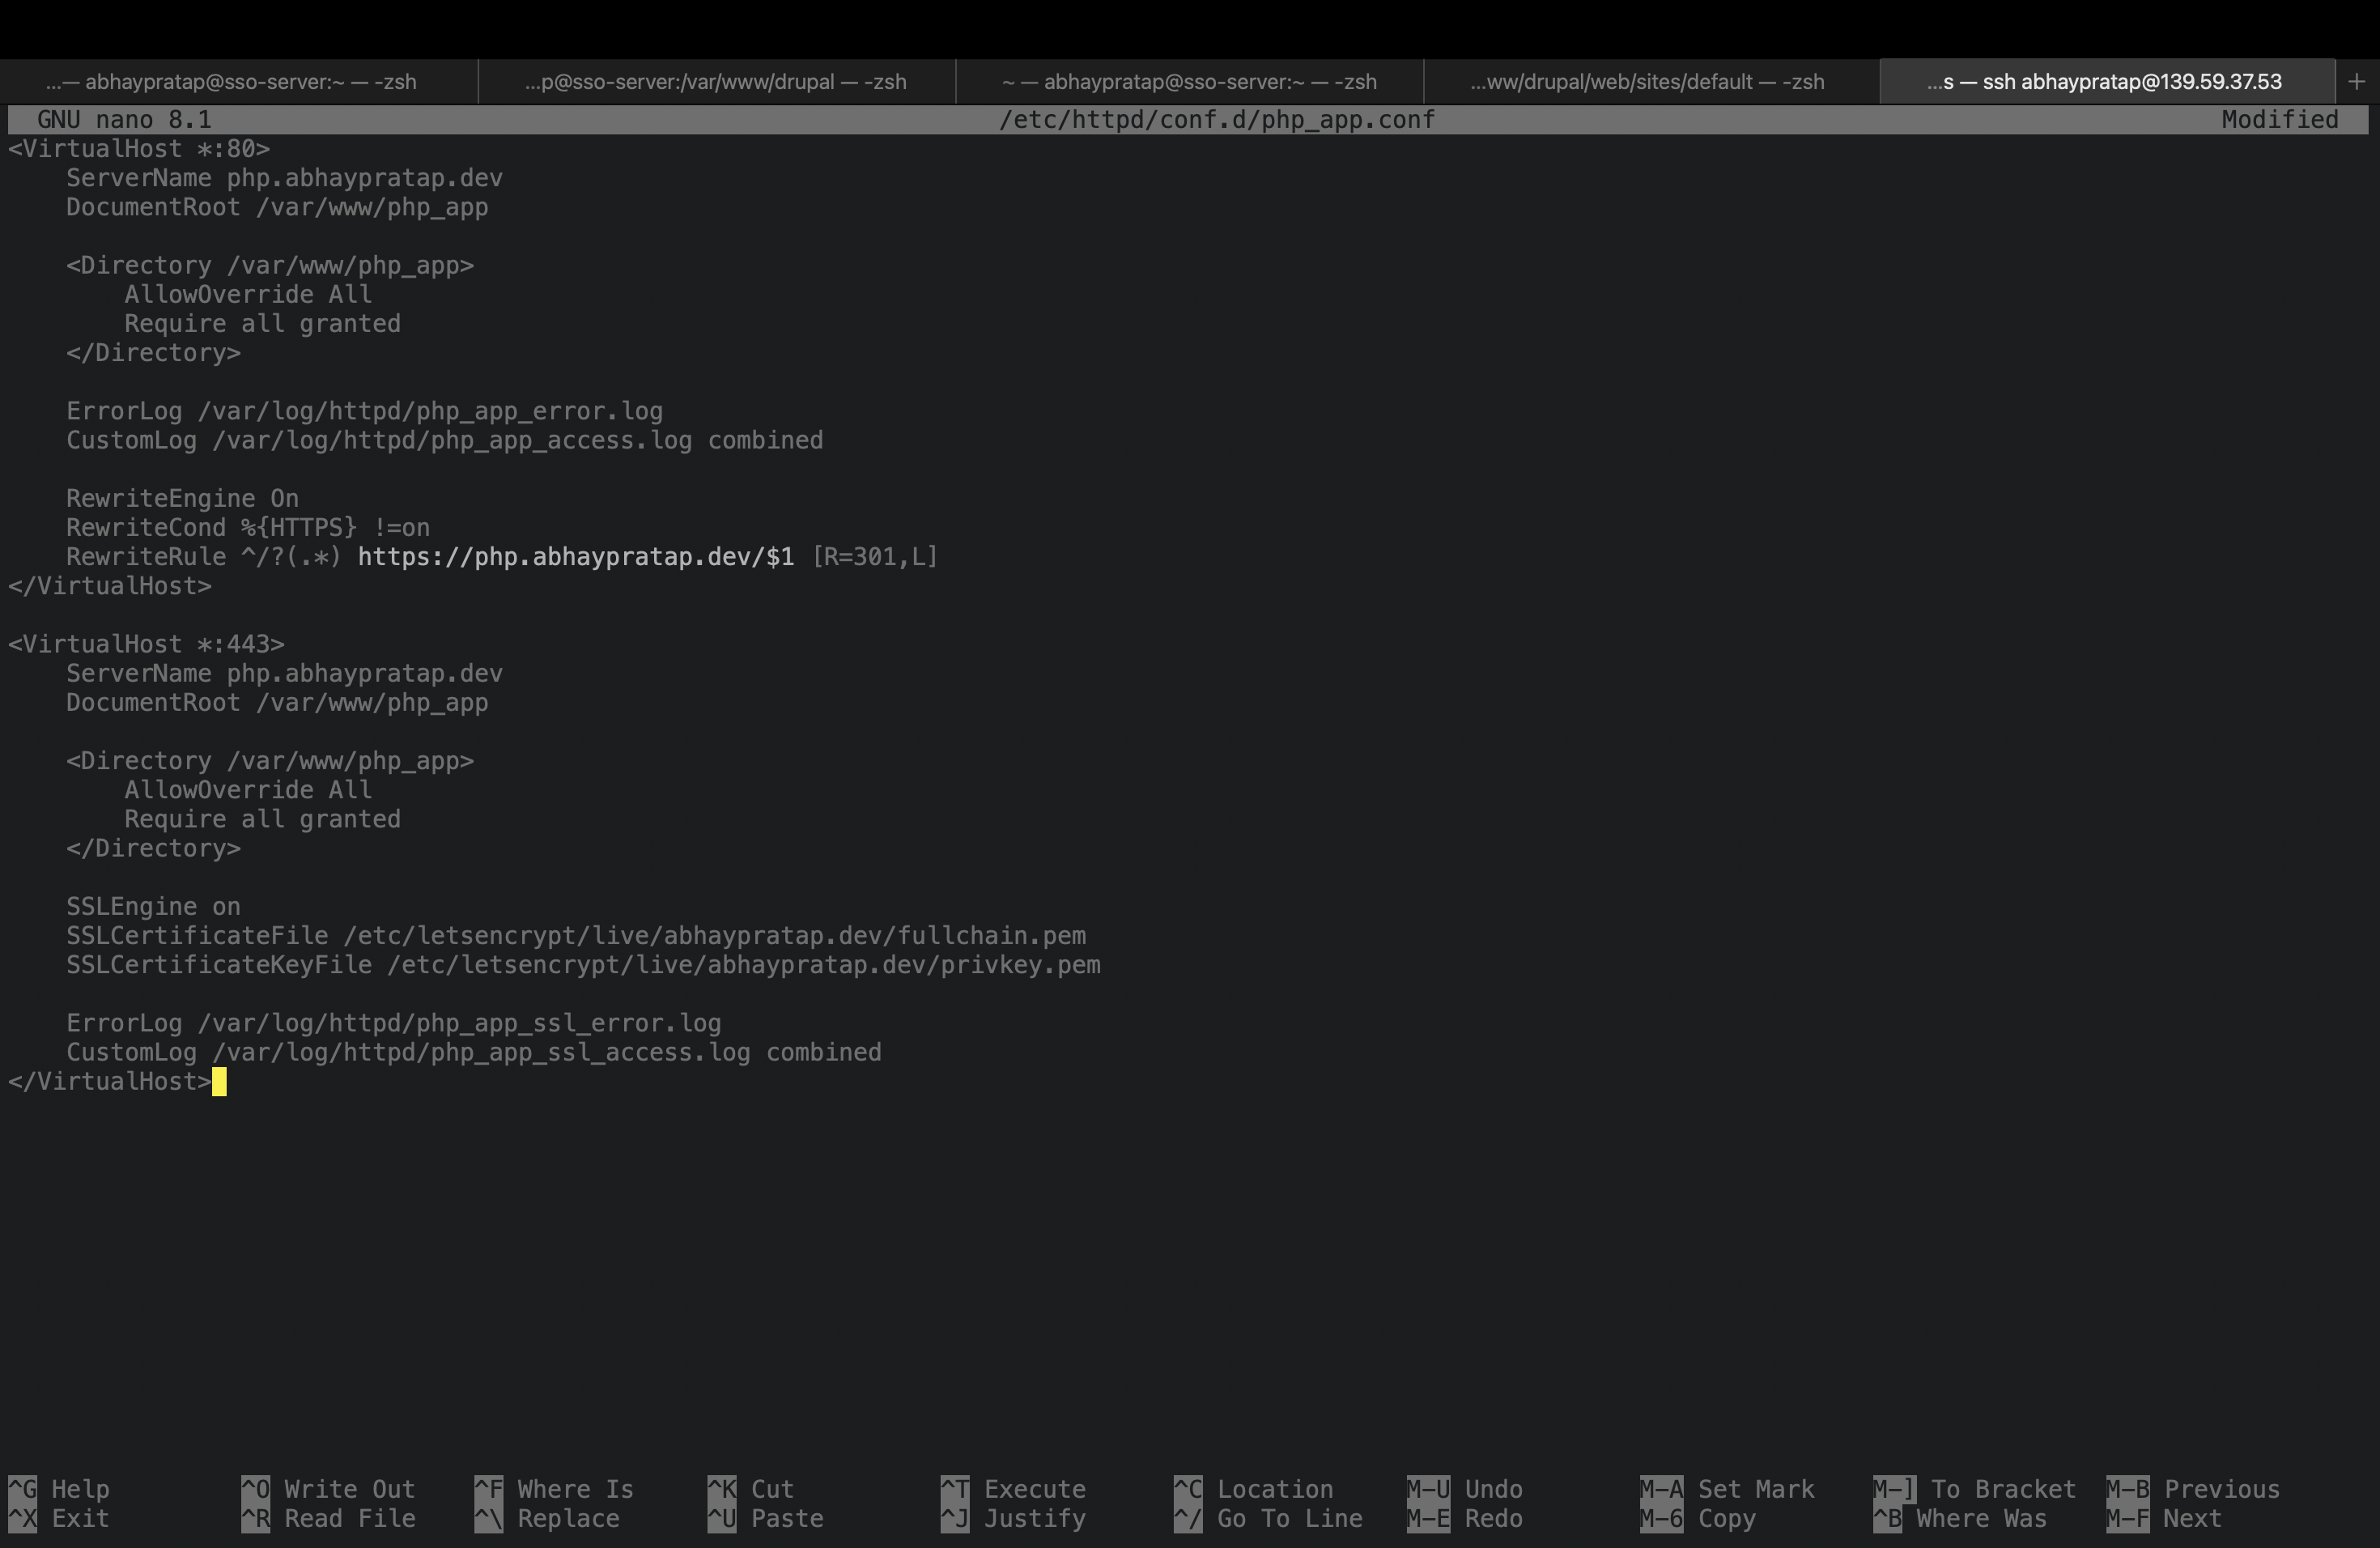 ...— abhaypratap@sso-server:~ — -zsh
...p@sso-server:/var/www/drupal — -zsh
~ — abhaypratap@sso-server:~ — -zsh
...ww/drupal/web/sites/default — -zsh
...s — ssh abhaypratap@139.59.37.53
+
GNU nano 8.1 /etc/httpd/conf.d/php_app.conf Modified
<VirtualHost *:80>
    ServerName php.abhaypratap.dev
    DocumentRoot /var/www/php_app

    <Directory /var/www/php_app>
        AllowOverride All
        Require all granted
    </Directory>

    ErrorLog /var/log/httpd/php_app_error.log
    CustomLog /var/log/httpd/php_app_access.log combined

    RewriteEngine On
    RewriteCond %{HTTPS} !=on
    RewriteRule ^/?(.*) https://php.abhaypratap.dev/$1 [R=301,L]
</VirtualHost>

<VirtualHost *:443>
    ServerName php.abhaypratap.dev
    DocumentRoot /var/www/php_app

    <Directory /var/www/php_app>
        AllowOverride All
        Require all granted
    </Directory>

    SSLEngine on
    SSLCertificateFile /etc/letsencrypt/live/abhaypratap.dev/fullchain.pem
    SSLCertificateKeyFile /etc/letsencrypt/live/abhaypratap.dev/privkey.pem

    ErrorLog /var/log/httpd/php_app_ssl_error.log
    CustomLog /var/log/httpd/php_app_ssl_access.log combined
</VirtualHost>

^G Help ^O Write Out ^F Where Is ^K Cut ^T Execute ^C Location M-U Undo M-A Set Mark M-] To Bracket M-B Previous
^X Exit ^R Read File ^\ Replace ^U Paste ^J Justify ^/ Go To Line M-E Redo M-6 Copy ^B Where Was M-F Next